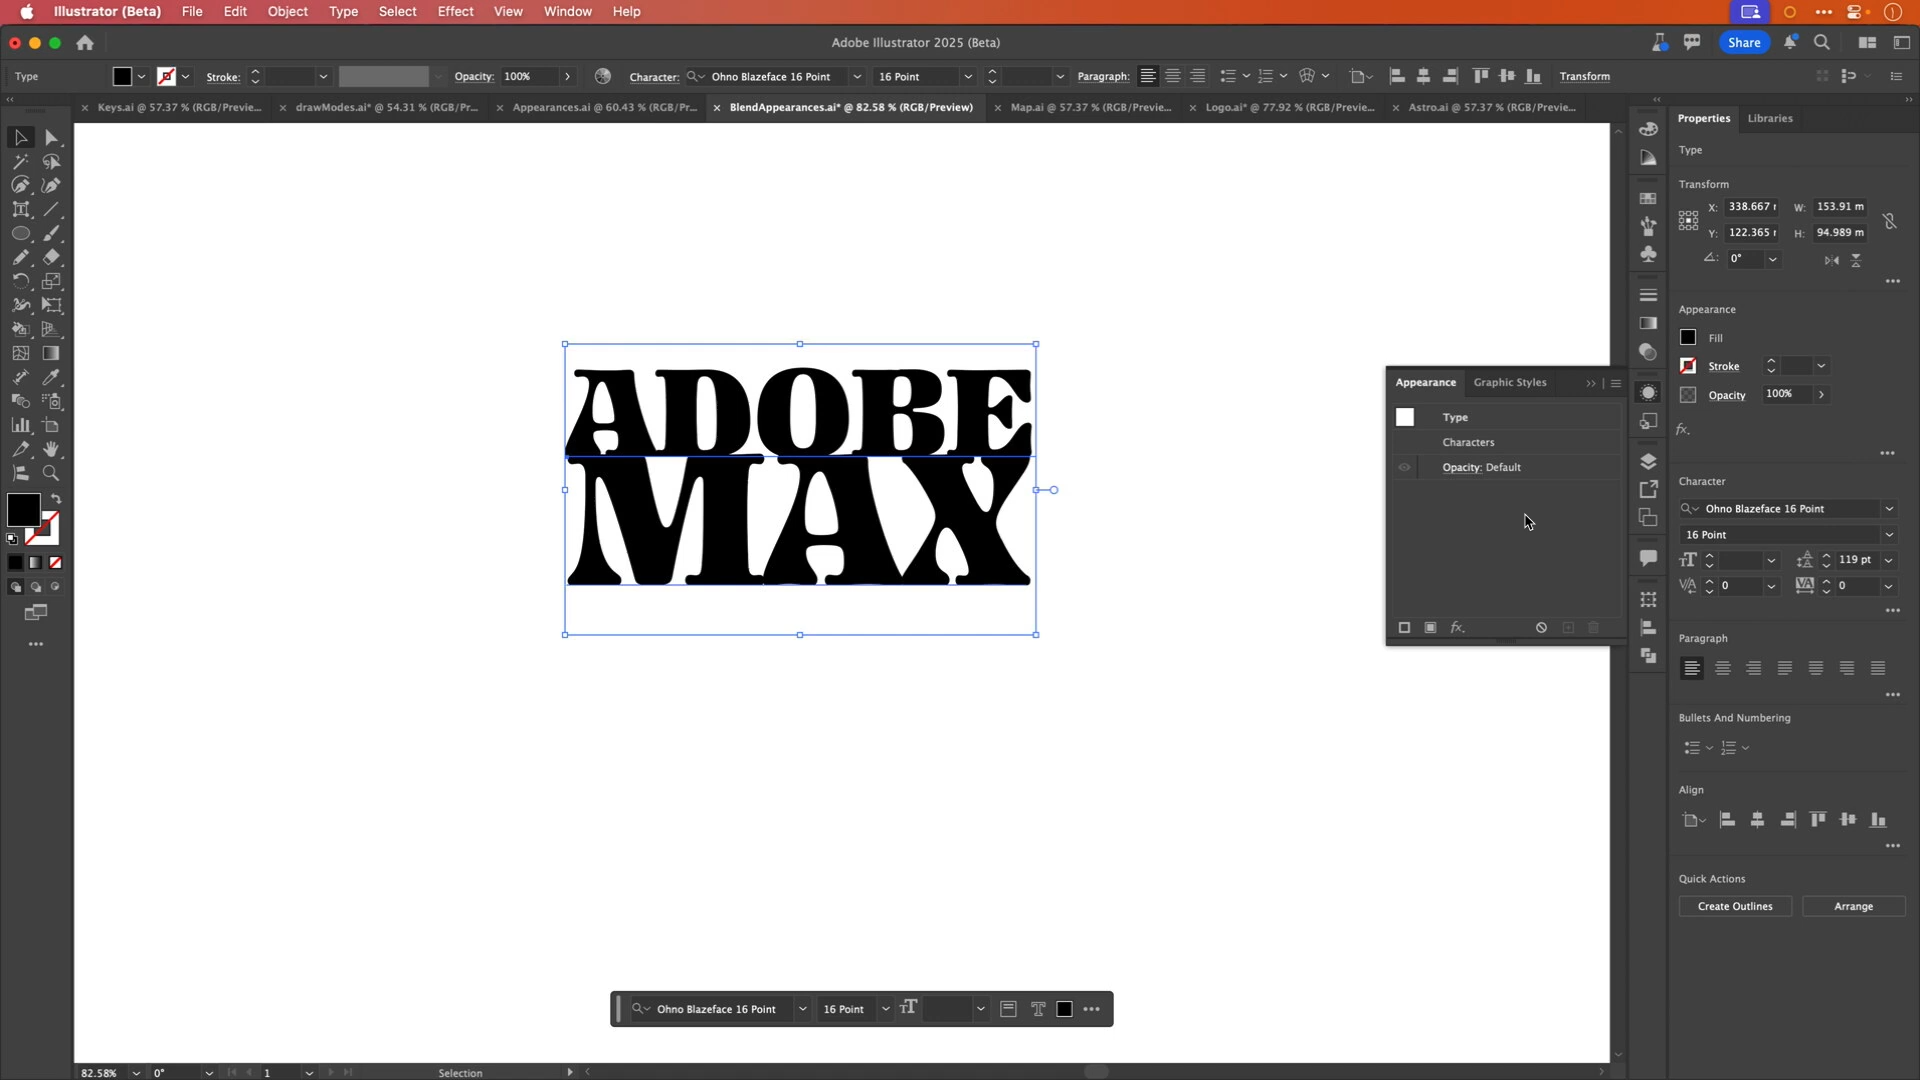 Illustrator (Beta) File Edit Object Type Select Effect View Window Help
Adobe Illustrator 2025 (Beta)
Share
Type Stroke: Opacity: 100% Character: Ohno Blazeface 16 Point 16 Point Paragraph: Transform
Keys.ai @ 57.37 % (RGB/Previe... drawModes.ai* @ 54.31 % (RGB/Pr... Appearances.ai @ 60.43 % (RGB/Pr... BlendAppearances.ai* @ 82.58 % (RGB/Preview) Map.ai @ 57.37 % (RGB/Previe... Logo.ai* @ 77.92 % (RGB/Previe... Astro.ai @ 57.37 % (RGB/Previe...
ADOBE
MAX
Appearance Graphic Styles
Type
Characters
Opacity: Default
fx.
Properties Libraries
Type
Transform
X: 338.667 W: 153.91 m
Y: 122.365 H: 94.989 m
0°
Appearance
Fill
Stroke
Opacity 100%
fx.
Character
Ohno Blazeface 16 Point
16 Point
119 pt
0 0
Paragraph
Bullets And Numbering
Align
Quick Actions
Create Outlines Arrange
Ohno Blazeface 16 Point 16 Point
82.58% 0° 1 Selection